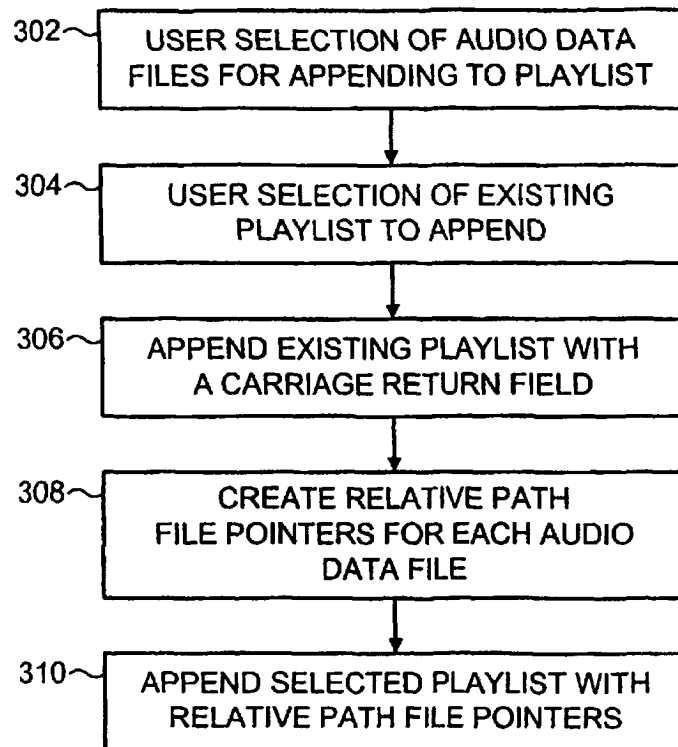 302
USER SELECTION OF AUDIO DATA
FILES FOR APPENDING TO PLAYLIST
304
USER SELECTION OF EXISTING
PLAYLIST TO APPEND
306
APPEND EXISTING PLAYLIST WITH
A CARRIAGE RETURN FIELD
308
CREATE RELATIVE PATH
FILE POINTERS FOR EACH AUDIO
DATA FILE
310
APPEND SELECTED PLAYLIST WITH
RELATIVE PATH FILE POINTERS